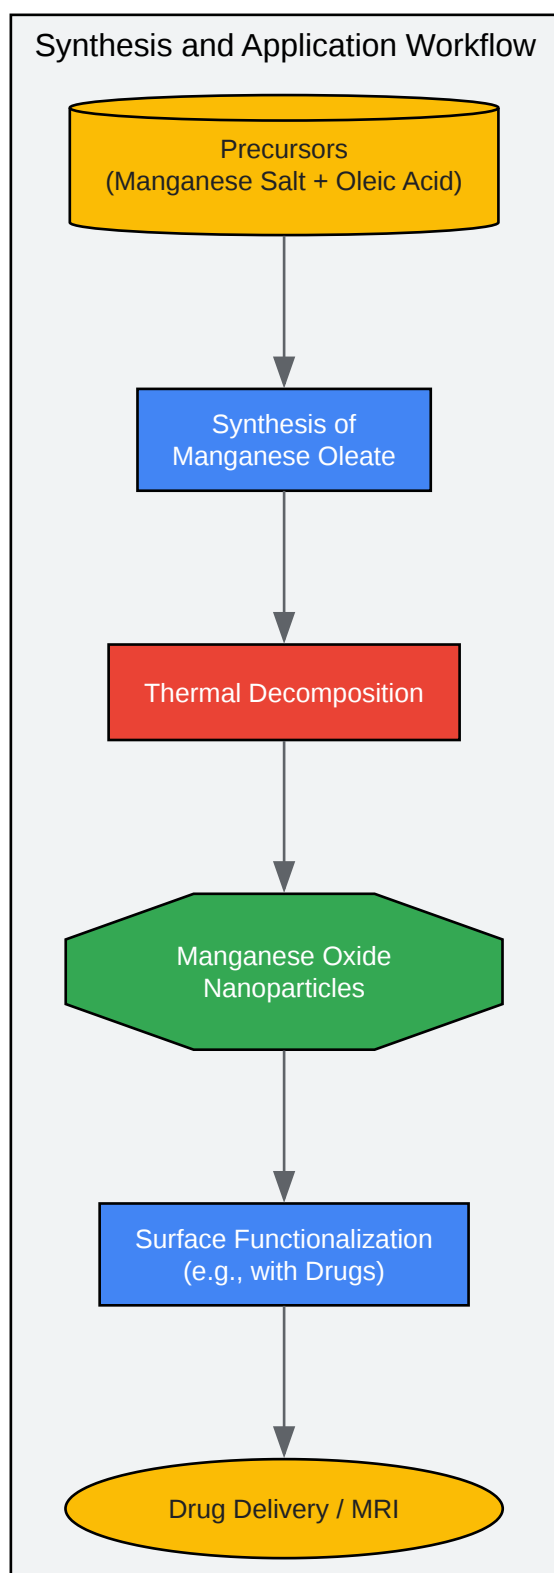 Synthesis and Application Workflow
Precursors
(Manganese Salt + Oleic Acid)
Synthesis of
Manganese Oleate
Thermal Decomposition
Manganese Oxide
Nanoparticles
Surface Functionalization
(e.g., with Drugs)
Drug Delivery / MRI